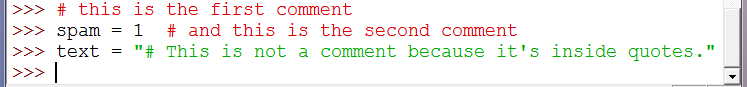 >>> # this is the first comment
>>> spam = 1  # and this is the second comment
>>> text = "# This is not a comment because it's inside quotes."
>>>